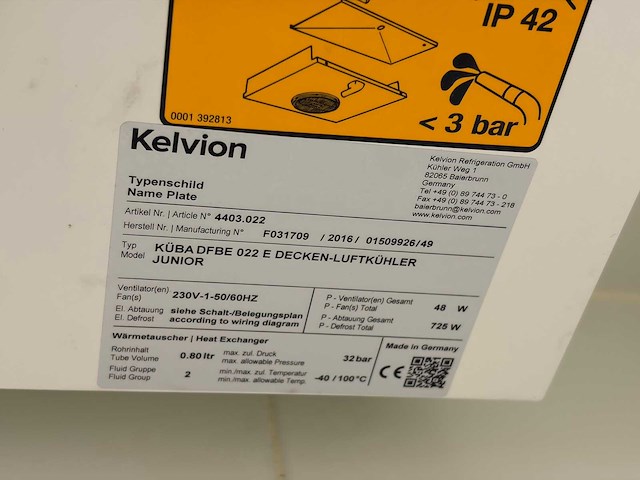 IP 42
< 3 bar
0001 392813
Kelvion
Kelvion Refrigeration GmbH
Kühler Weg 1
82065 Baierbrunn
Germany
Tel +49 (0) 89 744 73 - 0
Fax +49 (0) 89 744 73 - 218
baierbrunn@kelvion.com
www.kelvion.com
Typenschild
Name Plate
Artikel Nr. | Article N° 4403.022
Herstell Nr. | Manufacturing N° F031709 / 2016 / 01509926/49
Typ
Model
KÜBA DFBE 022 E DECKEN-LUFTKÜHLER
JUNIOR
Ventilator(en)
Fan(s)
230V-1-50/60HZ
P - Ventilator(en) Gesamt
P - Fan(s) Total
48 W
El. Abtauung
El. Defrost
siehe Schalt-/Belegungsplan
according to wiring diagram
P - Abtauung Gesamt
P - Defrost Total
725 W
Wärmetauscher | Heat Exchanger
Made in Germany
Rohrinhalt
Tube Volume
0.80 ltr
max. zul. Druck
max. allowable Pressure
32 bar
Fluid Gruppe
Fluid Group
2
min./max. zul. Temperatur
min./max. allowable Temp.
-40 / 100°C
CE